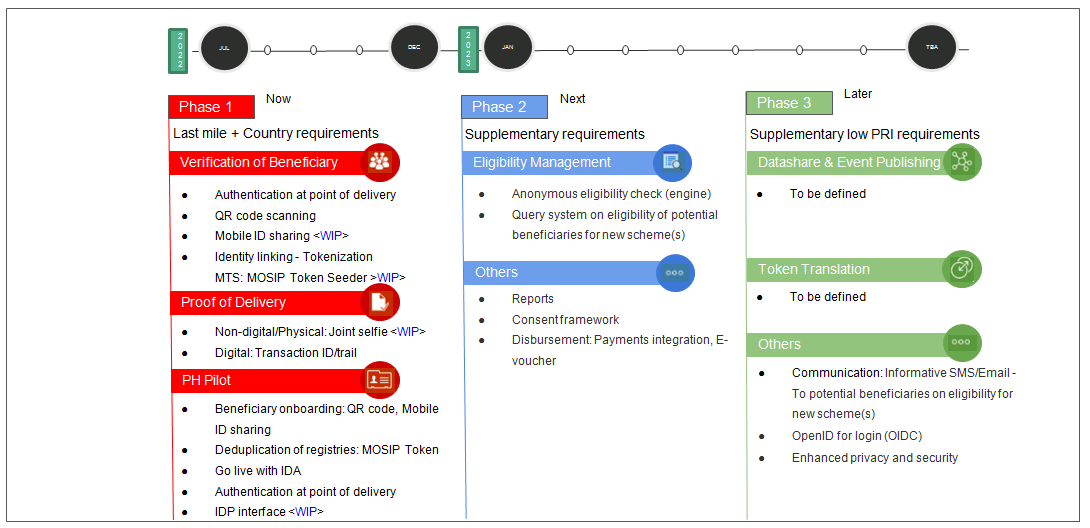 2022
JUL
DEC
2023
JAN
TBA
Phase 1
Now
Last mile + Country requirements
Verification of Beneficiary
● Authentication at point of delivery
● QR code scanning
● Mobile ID sharing <WIP>
● Identity linking - Tokenization
MTS: MOSIP Token Seeder >WIP>
Proof of Delivery
● Non-digital/Physical: Joint selfie <WIP>
● Digital: Transaction ID/trail
PH Pilot
● Beneficiary onboarding: QR code, Mobile
ID sharing
● Deduplication of registries: MOSIP Token
● Go live with IDA
● Authentication at point of delivery
● IDP interface <WIP>
Phase 2
Next
Supplementary requirements
Eligibility Management
● Anonymous eligibility check (engine)
● Query system on eligibility of potential
beneficiaries for new scheme(s)
Others
● Reports
● Consent framework
● Disbursement: Payments integration, E-
voucher
Phase 3
Later
Supplementary low PRI requirements
Datashare & Event Publishing
● To be defined
Token Translation
● To be defined
Others
● Communication: Informative SMS/Email -
To potential beneficiaries on eligibility for
new scheme(s)
● OpenID for login (OIDC)
● Enhanced privacy and security